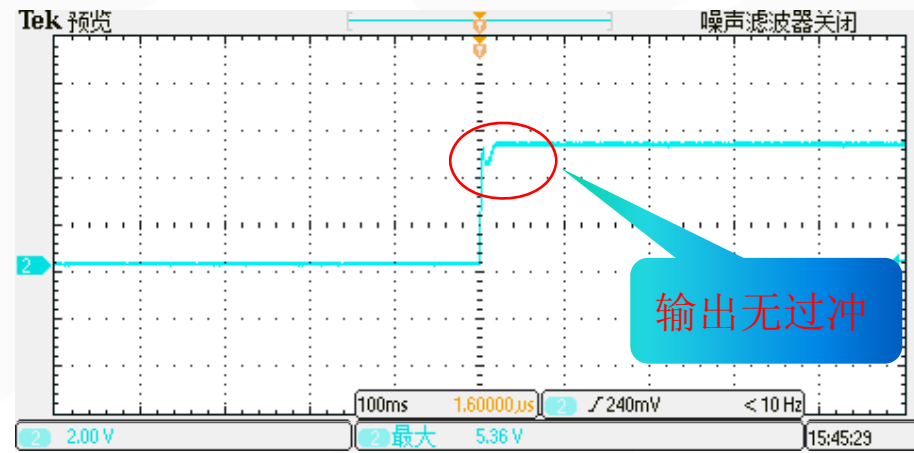 Tek 预览 噪声滤波器关闭
T
T
2
输出无过冲
100ms 1.60000µs 2 240mV < 10 Hz
2 2.00 V 2 最大 5.36 V 15:45:29